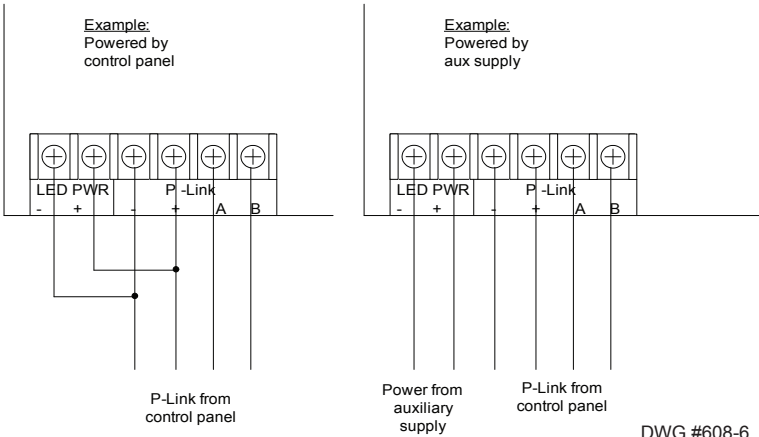 Example:
Powered by
control panel
LED PWR P -Link
- + - + A B
P-Link from
control panel
Example:
Powered by
aux supply
LED PWR P -Link
- + - + A B
Power from
auxiliary
supply
P-Link from
control panel
DWG #608-6